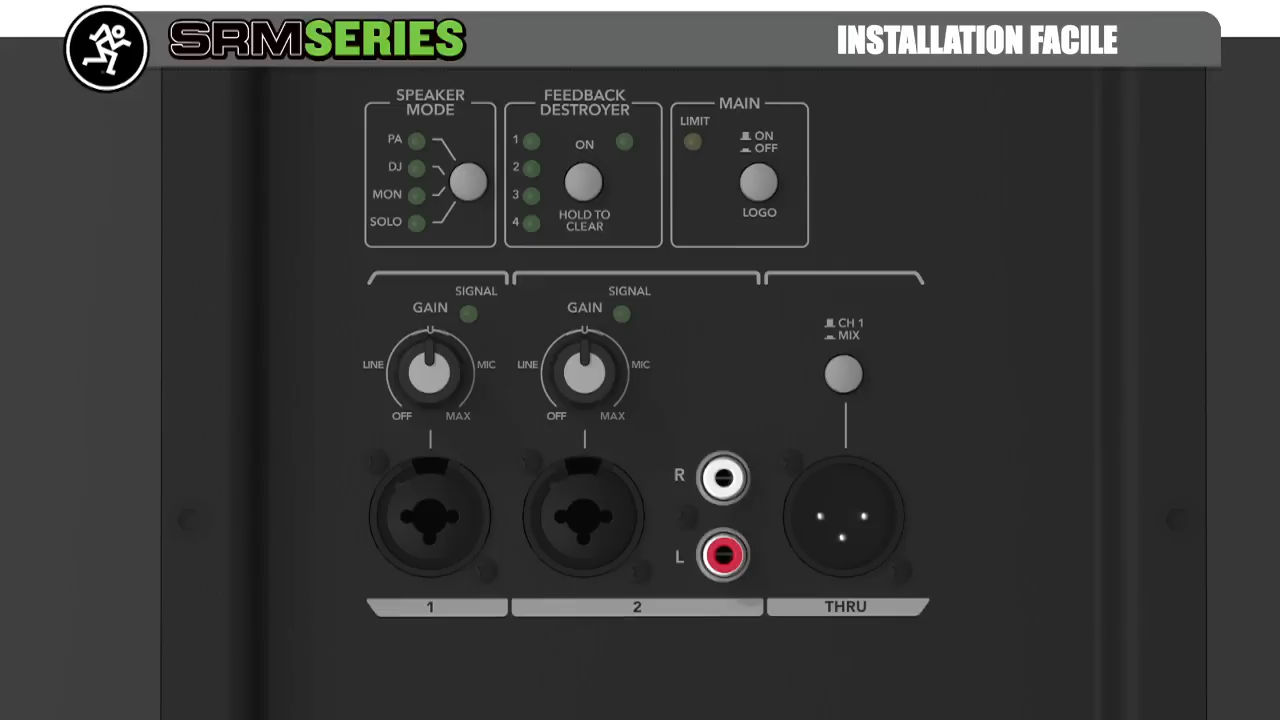 SRMSERIES
INSTALLATION FACILE
SPEAKER
MODE
PA
DJ
MON
SOLO
FEEDBACK
DESTROYER
1
2
3
4
ON
HOLD TO
CLEAR
MAIN
LIMIT
ON
OFF
LOGO
GAIN
SIGNAL
U
LINE
MIC
OFF
MAX
GAIN
SIGNAL
U
LINE
MIC
OFF
MAX
CH 1
MIX
R
L
1
2
THRU